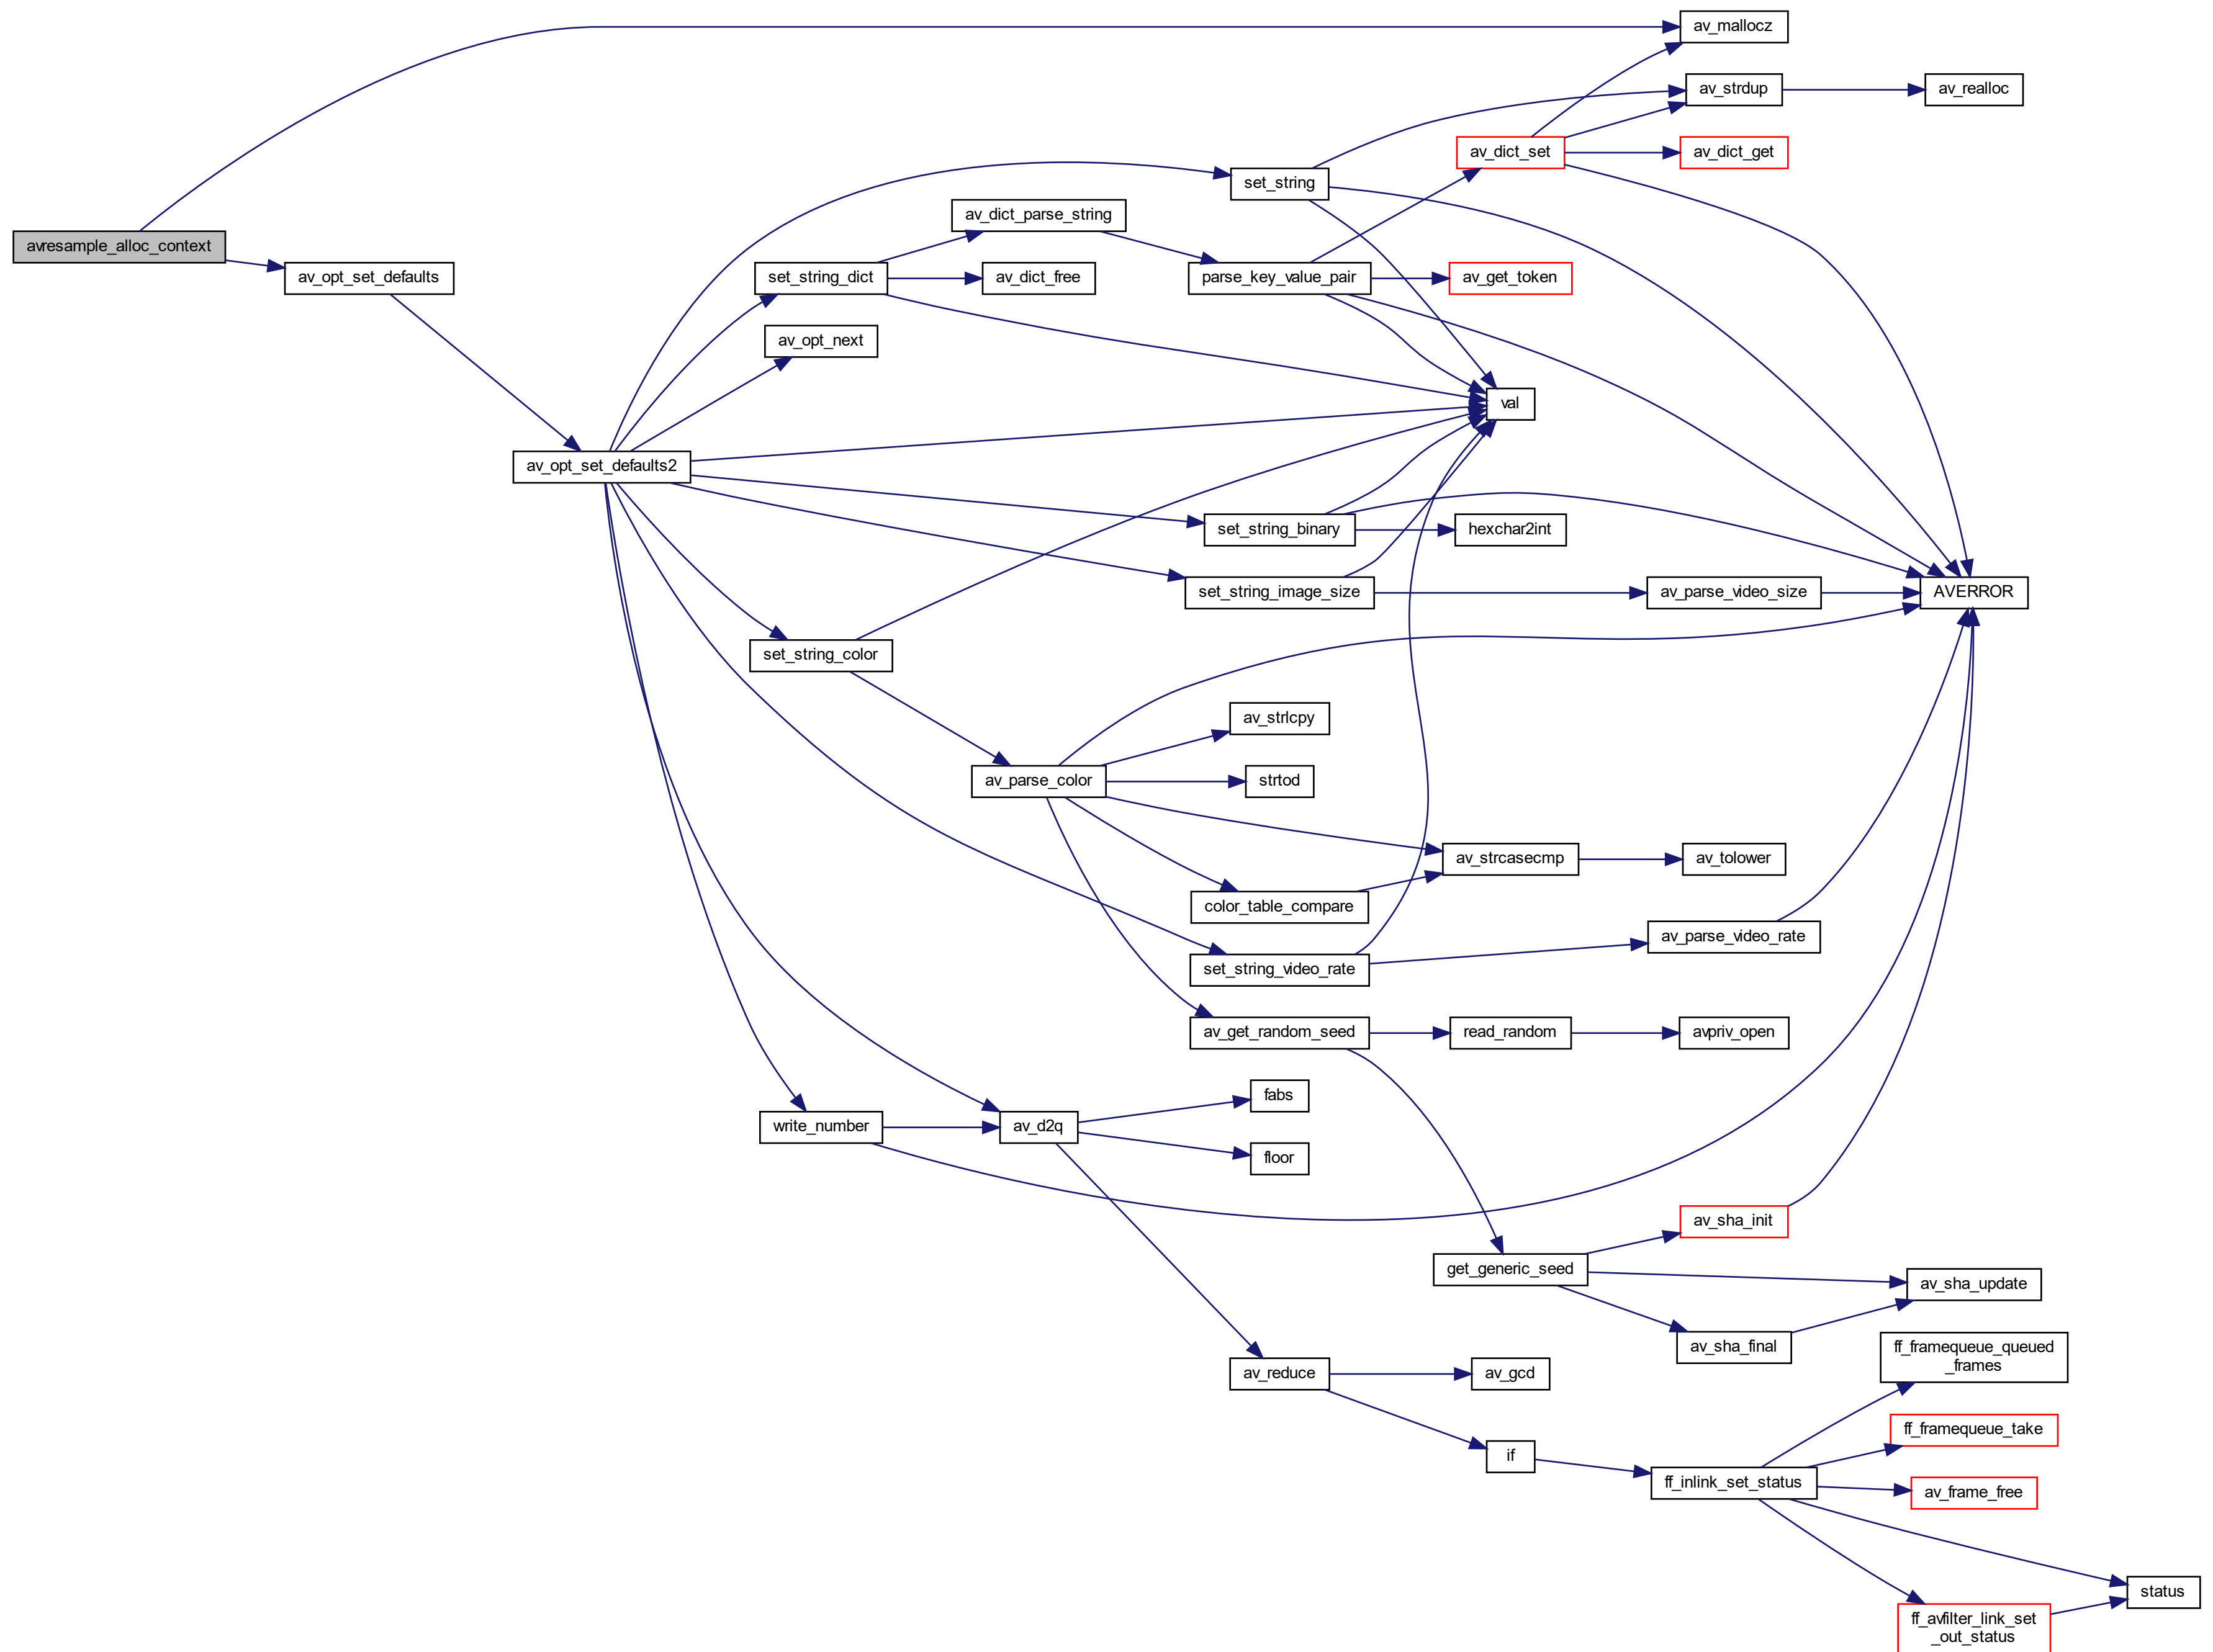 av_mallocz
av_strdup
av_realloc
av_dict_set
av_dict_get
set_string
av_dict_parse_string
avresample_alloc_context
av_opt_set_defaults
set_string_dict
av_dict_free
parse_key_value_pair
av_get_token
av_opt_next
val
av_opt_set_defaults2
set_string_binary
hexchar2int
set_string_image_size
av_parse_video_size
AVERROR
set_string_color
av_strlcpy
av_parse_color
strtod
av_strcasecmp
av_tolower
color_table_compare
av_parse_video_rate
set_string_video_rate
av_get_random_seed
read_random
avpriv_open
fabs
write_number
av_d2q
floor
av_sha_init
get_generic_seed
av_sha_update
av_sha_final
ff_framequeue_queued
_frames
av_reduce
av_gcd
ff_framequeue_take
if
ff_inlink_set_status
av_frame_free
status
ff_avfilter_link_set
_out_status